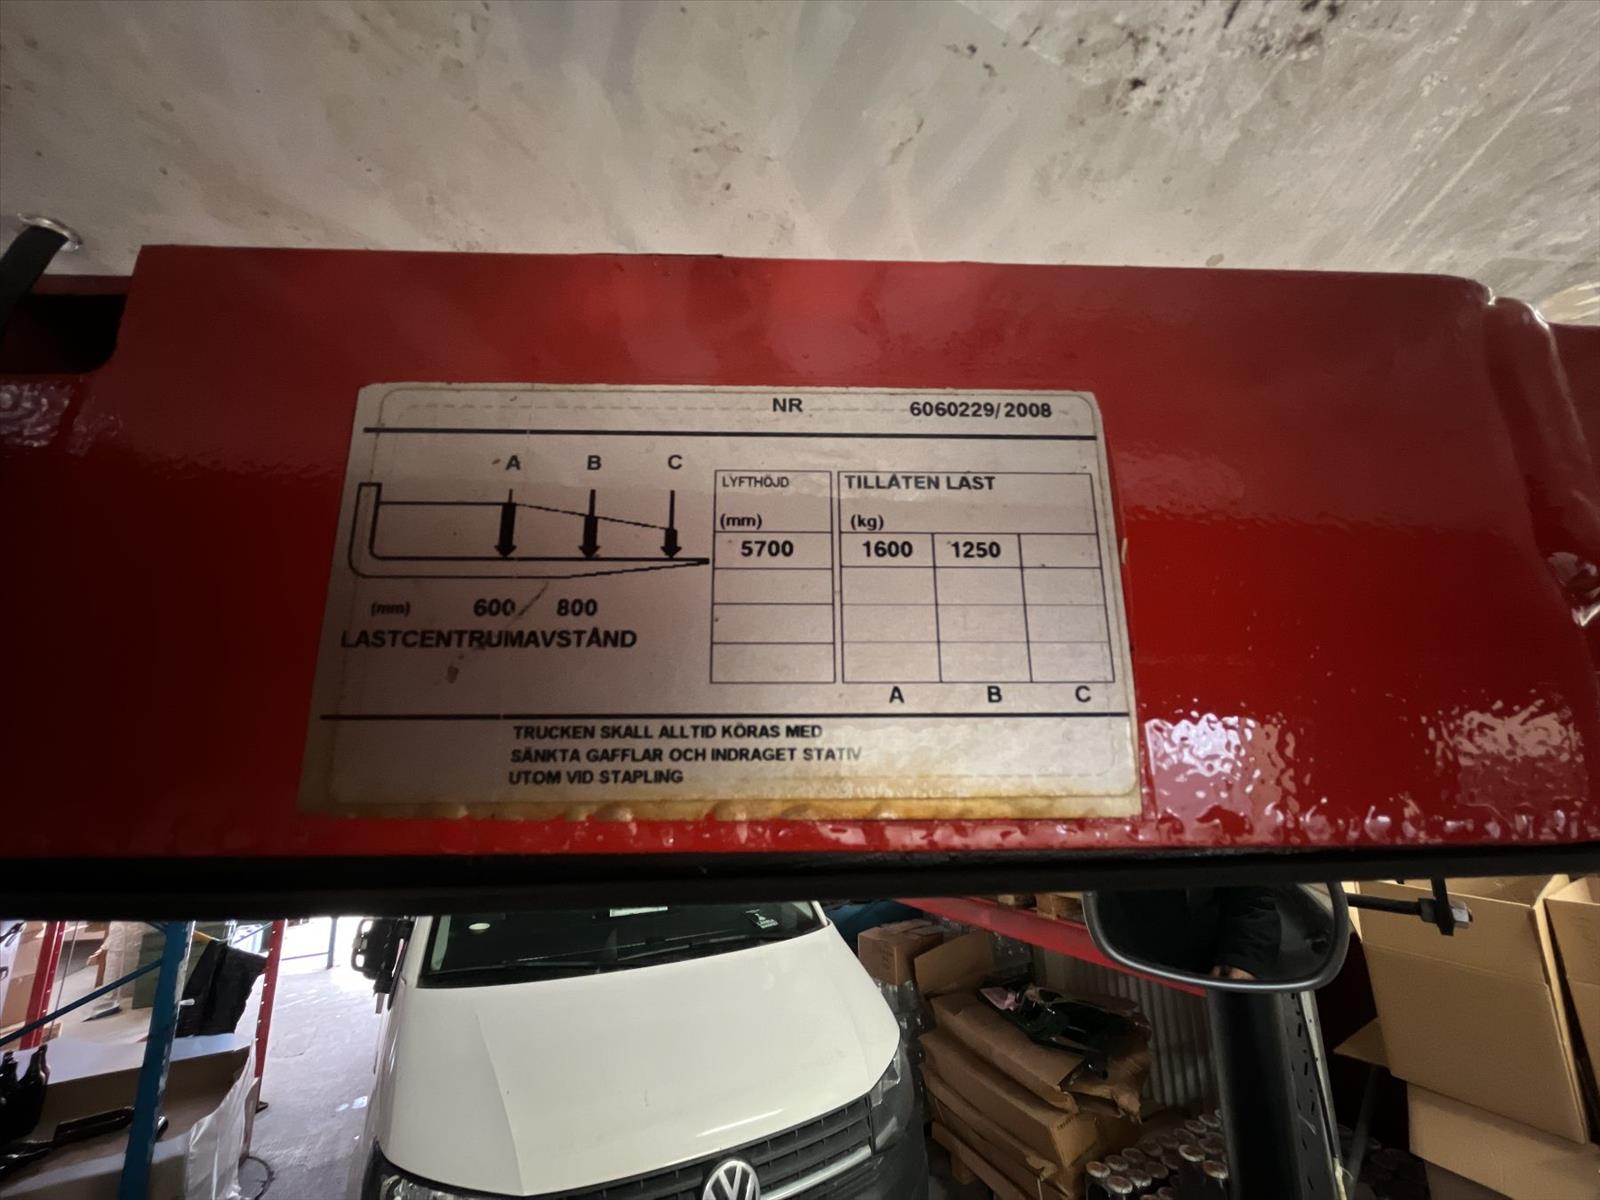 NR 6060229/2008
A B C
LYFTHÖJD TILLÅTEN LAST
(mm) (kg)
5700 1600 1250
(mm) 600 800
LASTCENTRUMAVSTÅND
A B C
TRUCKEN SKALL ALLTID KÖRAS MED
SÄNKTA GAFFLAR OCH INDRAGET STATIV
UTOM VID STAPLING